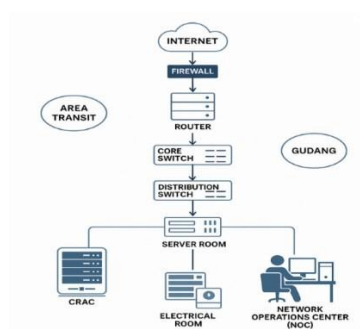 INTERNET
FIREWALL
AREA
TRANSIT
ROUTER
GUDANG
CORE
SWITCH
DISTRIBUTION
SWITCH
SERVER ROOM
CRAC
ELECTRICAL
ROOM
NETWORK
OPERATIONS CENTER
(NOC)